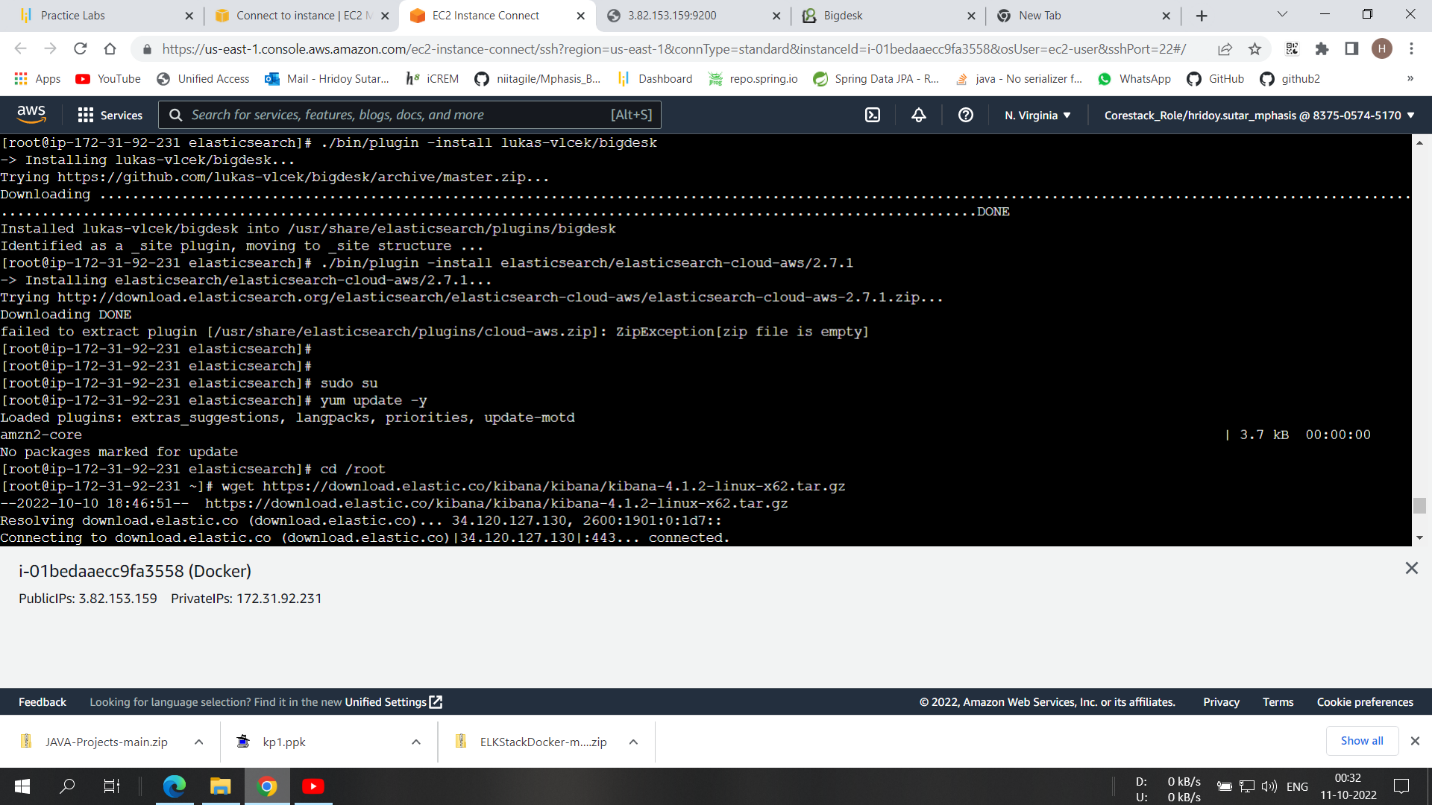 Practice Labs
Connect to instance | EC2 M
EC2 Instance Connect
3.82.153.159:9200
Bigdesk
New Tab
https://us-east-1.console.aws.amazon.com/ec2-instance-connect/ssh?region=us-east-1&connType=standard&instanceId=i-01bedaaecc9fa3558&osUser=ec2-user&sshPort=22#/
H
Apps YouTube Unified Access Mail - Hridoy Sutar... iCREM niitagile/Mphasis_B... Dashboard repo.spring.io Spring Data JPA - R... java - No serializer f... WhatsApp GitHub github2 »
aws Services Search for services, features, blogs, docs, and more [Alt+S] N. Virginia Corestack_Role/hridoy.sutar_mphasis @ 8375-0574-5170
[root@ip-172-31-92-231 elasticsearch]# ./bin/plugin -install lukas-vlcek/bigdesk
-> Installing lukas-vlcek/bigdesk...
Trying https://github.com/lukas-vlcek/bigdesk/archive/master.zip...
Downloading ................................................................................................................................................................
.......................................................................................................................DONE
Installed lukas-vlcek/bigdesk into /usr/share/elasticsearch/plugins/bigdesk
Identified as a _site plugin, moving to _site structure ...
[root@ip-172-31-92-231 elasticsearch]# ./bin/plugin -install elasticsearch/elasticsearch-cloud-aws/2.7.1
-> Installing elasticsearch/elasticsearch-cloud-aws/2.7.1...
Trying http://download.elasticsearch.org/elasticsearch/elasticsearch-cloud-aws/elasticsearch-cloud-aws-2.7.1.zip...
Downloading DONE
failed to extract plugin [/usr/share/elasticsearch/plugins/cloud-aws.zip]: ZipException[zip file is empty]
[root@ip-172-31-92-231 elasticsearch]#
[root@ip-172-31-92-231 elasticsearch]#
[root@ip-172-31-92-231 elasticsearch]# sudo su
[root@ip-172-31-92-231 elasticsearch]# yum update -y
Loaded plugins: extras_suggestions, langpacks, priorities, update-motd
amzn2-core | 3.7 kB 00:00:00
No packages marked for update
[root@ip-172-31-92-231 elasticsearch]# cd /root
[root@ip-172-31-92-231 ~]# wget https://download.elastic.co/kibana/kibana/kibana-4.1.2-linux-x62.tar.gz
--2022-10-10 18:46:51-- https://download.elastic.co/kibana/kibana/kibana-4.1.2-linux-x62.tar.gz
Resolving download.elastic.co (download.elastic.co)... 34.120.127.130, 2600:1901:0:1d7::
Connecting to download.elastic.co (download.elastic.co)|34.120.127.130|:443... connected.
i-01bedaaecc9fa3558 (Docker)
PublicIPs: 3.82.153.159 PrivateIPs: 172.31.92.231
Feedback Looking for language selection? Find it in the new Unified Settings © 2022, Amazon Web Services, Inc. or its affiliates. Privacy Terms Cookie preferences
JAVA-Projects-main.zip kp1.ppk ELKStackDocker-m....zip Show all
D: 0 kB/s
U: 0 kB/s
ENG
00:32
11-10-2022